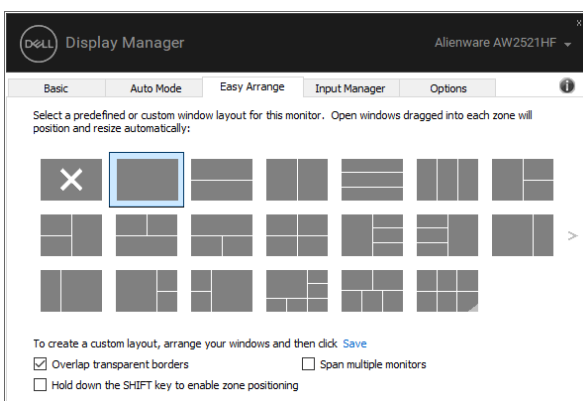 DELL Display Manager
Alienware AW2521HF
Basic
Auto Mode
Easy Arrange
Input Manager
Options
Select a predefined or custom window layout for this monitor. Open windows dragged into each zone will
position and resize automatically:
To create a custom layout, arrange your windows and then click Save
Overlap transparent borders
Span multiple monitors
Hold down the SHIFT key to enable zone positioning